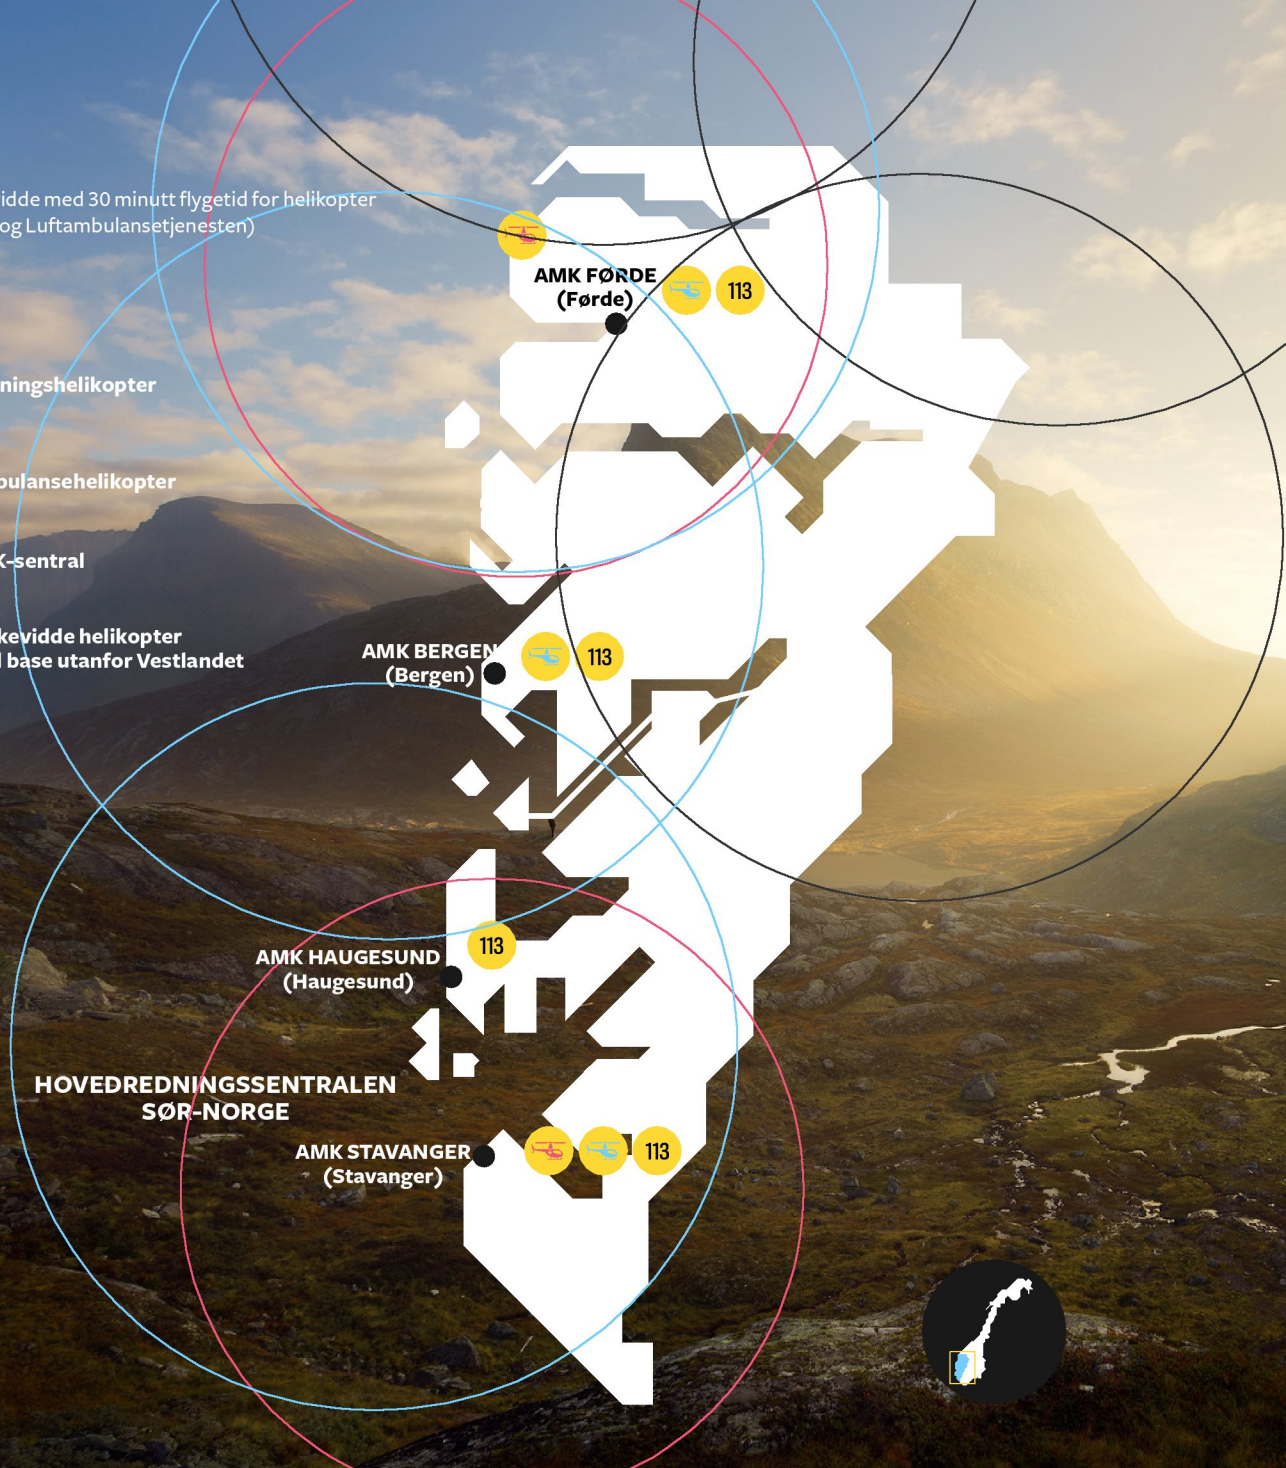 idde med 30 minutt flygetid for helikopter
og Luftambulansetjenesten)
AMK FØRDE
(Førde)
113
ningshelikopter
bulansehelikopter
K-sentral
kevidde helikopter
l base utanfor Vestlandet
AMK BERGEN
(Bergen)
113
113
AMK HAUGESUND
(Haugesund)
HOVEDREDNINGSSENTRALEN
SØR-NORGE
AMK STAVANGER
(Stavanger)
113